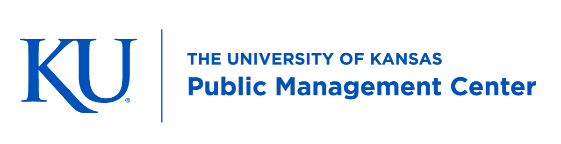 KU®
THE UNIVERSITY OF KANSAS
Public Management Center